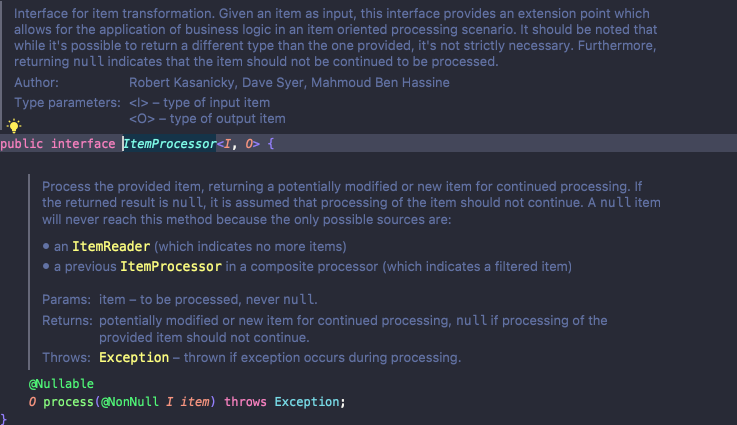 Interface for item transformation. Given an item as input, this interface provides an extension point which
allows for the application of business logic in an item oriented processing scenario. It should be noted that
while it's possible to return a different type than the one provided, it's not strictly necessary. Furthermore,
returning null indicates that the item should not be continued to be processed.
Author: Robert Kasanicky, Dave Syer, Mahmoud Ben Hassine
Type parameters: <I> – type of input item
<O> – type of output item
public interface ItemProcessor<I, O> {
Process the provided item, returning a potentially modified or new item for continued processing. If
the returned result is null, it is assumed that processing of the item should not continue. A null item
will never reach this method because the only possible sources are:
• an ItemReader (which indicates no more items)
• a previous ItemProcessor in a composite processor (which indicates a filtered item)
Params: item – to be processed, never null.
Returns: potentially modified or new item for continued processing, null if processing of the
provided item should not continue.
Throws: Exception – thrown if exception occurs during processing.
@Nullable
O process(@NonNull I item) throws Exception;
}